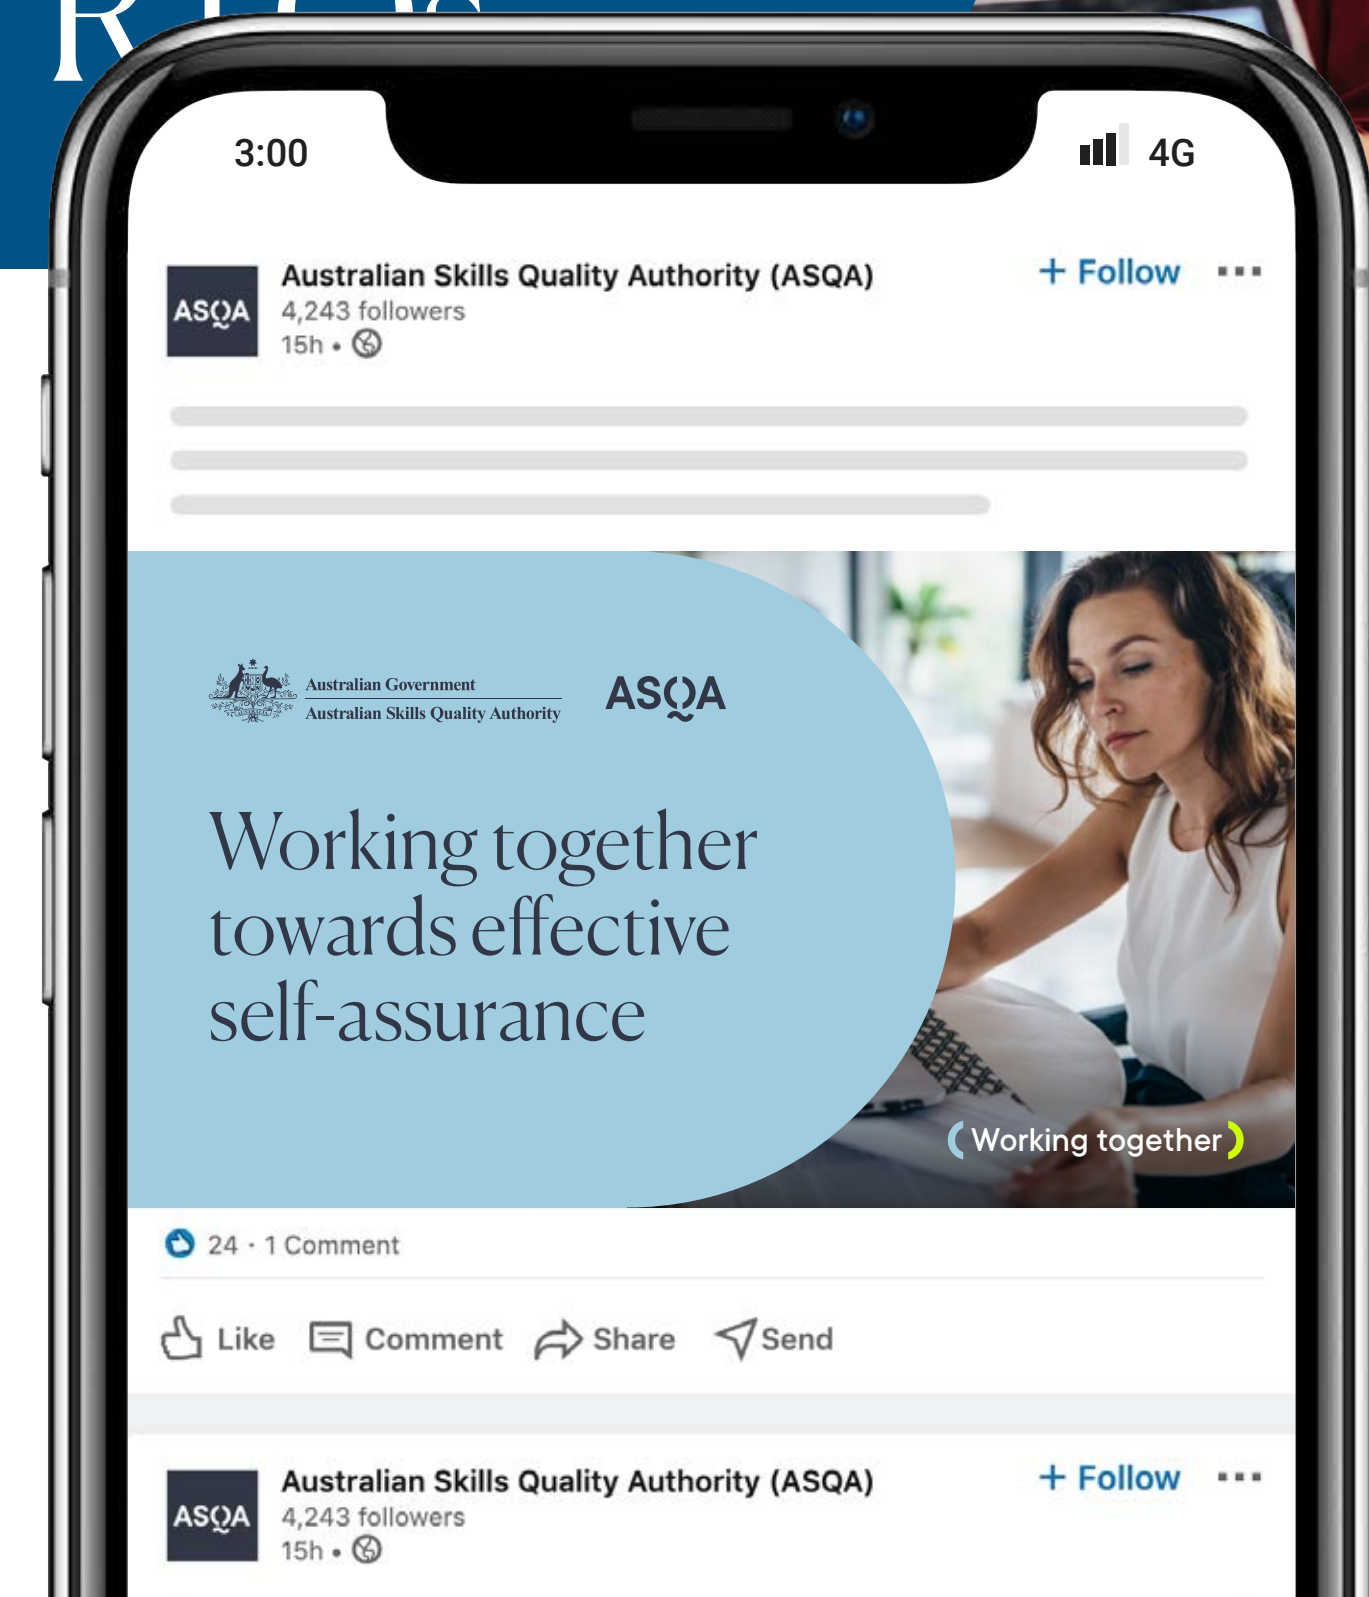 RTOs
3:00
4G
ASQA
Australian Skills Quality Authority (ASQA)
+ Follow
4,243 followers
15h •
Australian Government
Australian Skills Quality Authority
ASQA
Working together
towards effective
self-assurance
Working together
24 · 1 Comment
Like
Comment
Share
Send
ASQA
Australian Skills Quality Authority (ASQA)
+ Follow
4,243 followers
15h •